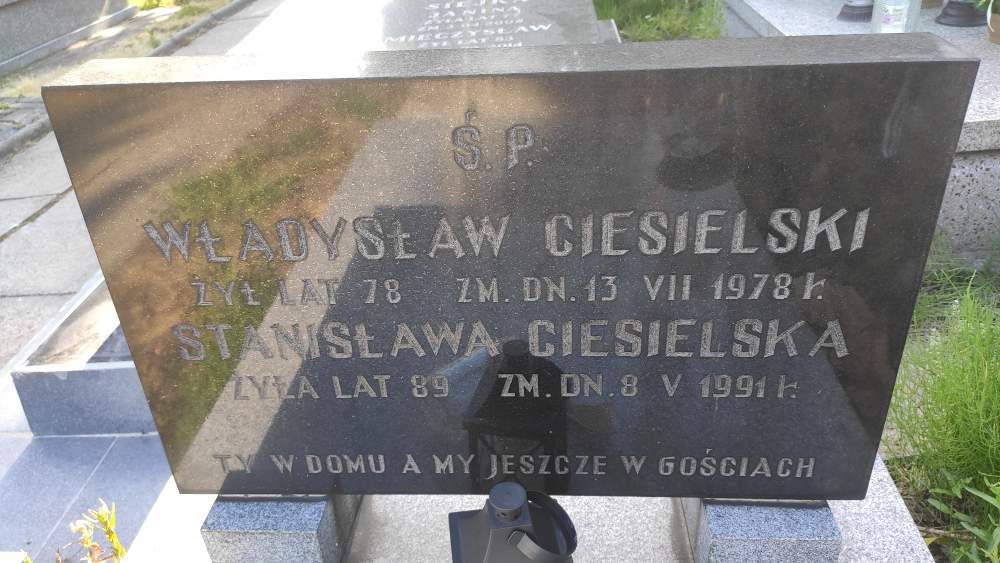 MIECZYSŁAW
Ś.P.
WŁADYSŁAW CIESIELSKI
ŻYŁ LAT 78 ZM. DN. 13 VII 1978 r.
STANISŁAWA CIESIELSKA
ŻYŁA LAT 89 ZM. DN. 8 V 1991 r.
TY W DOMU A MY JESZCZE W GOŚCIACH